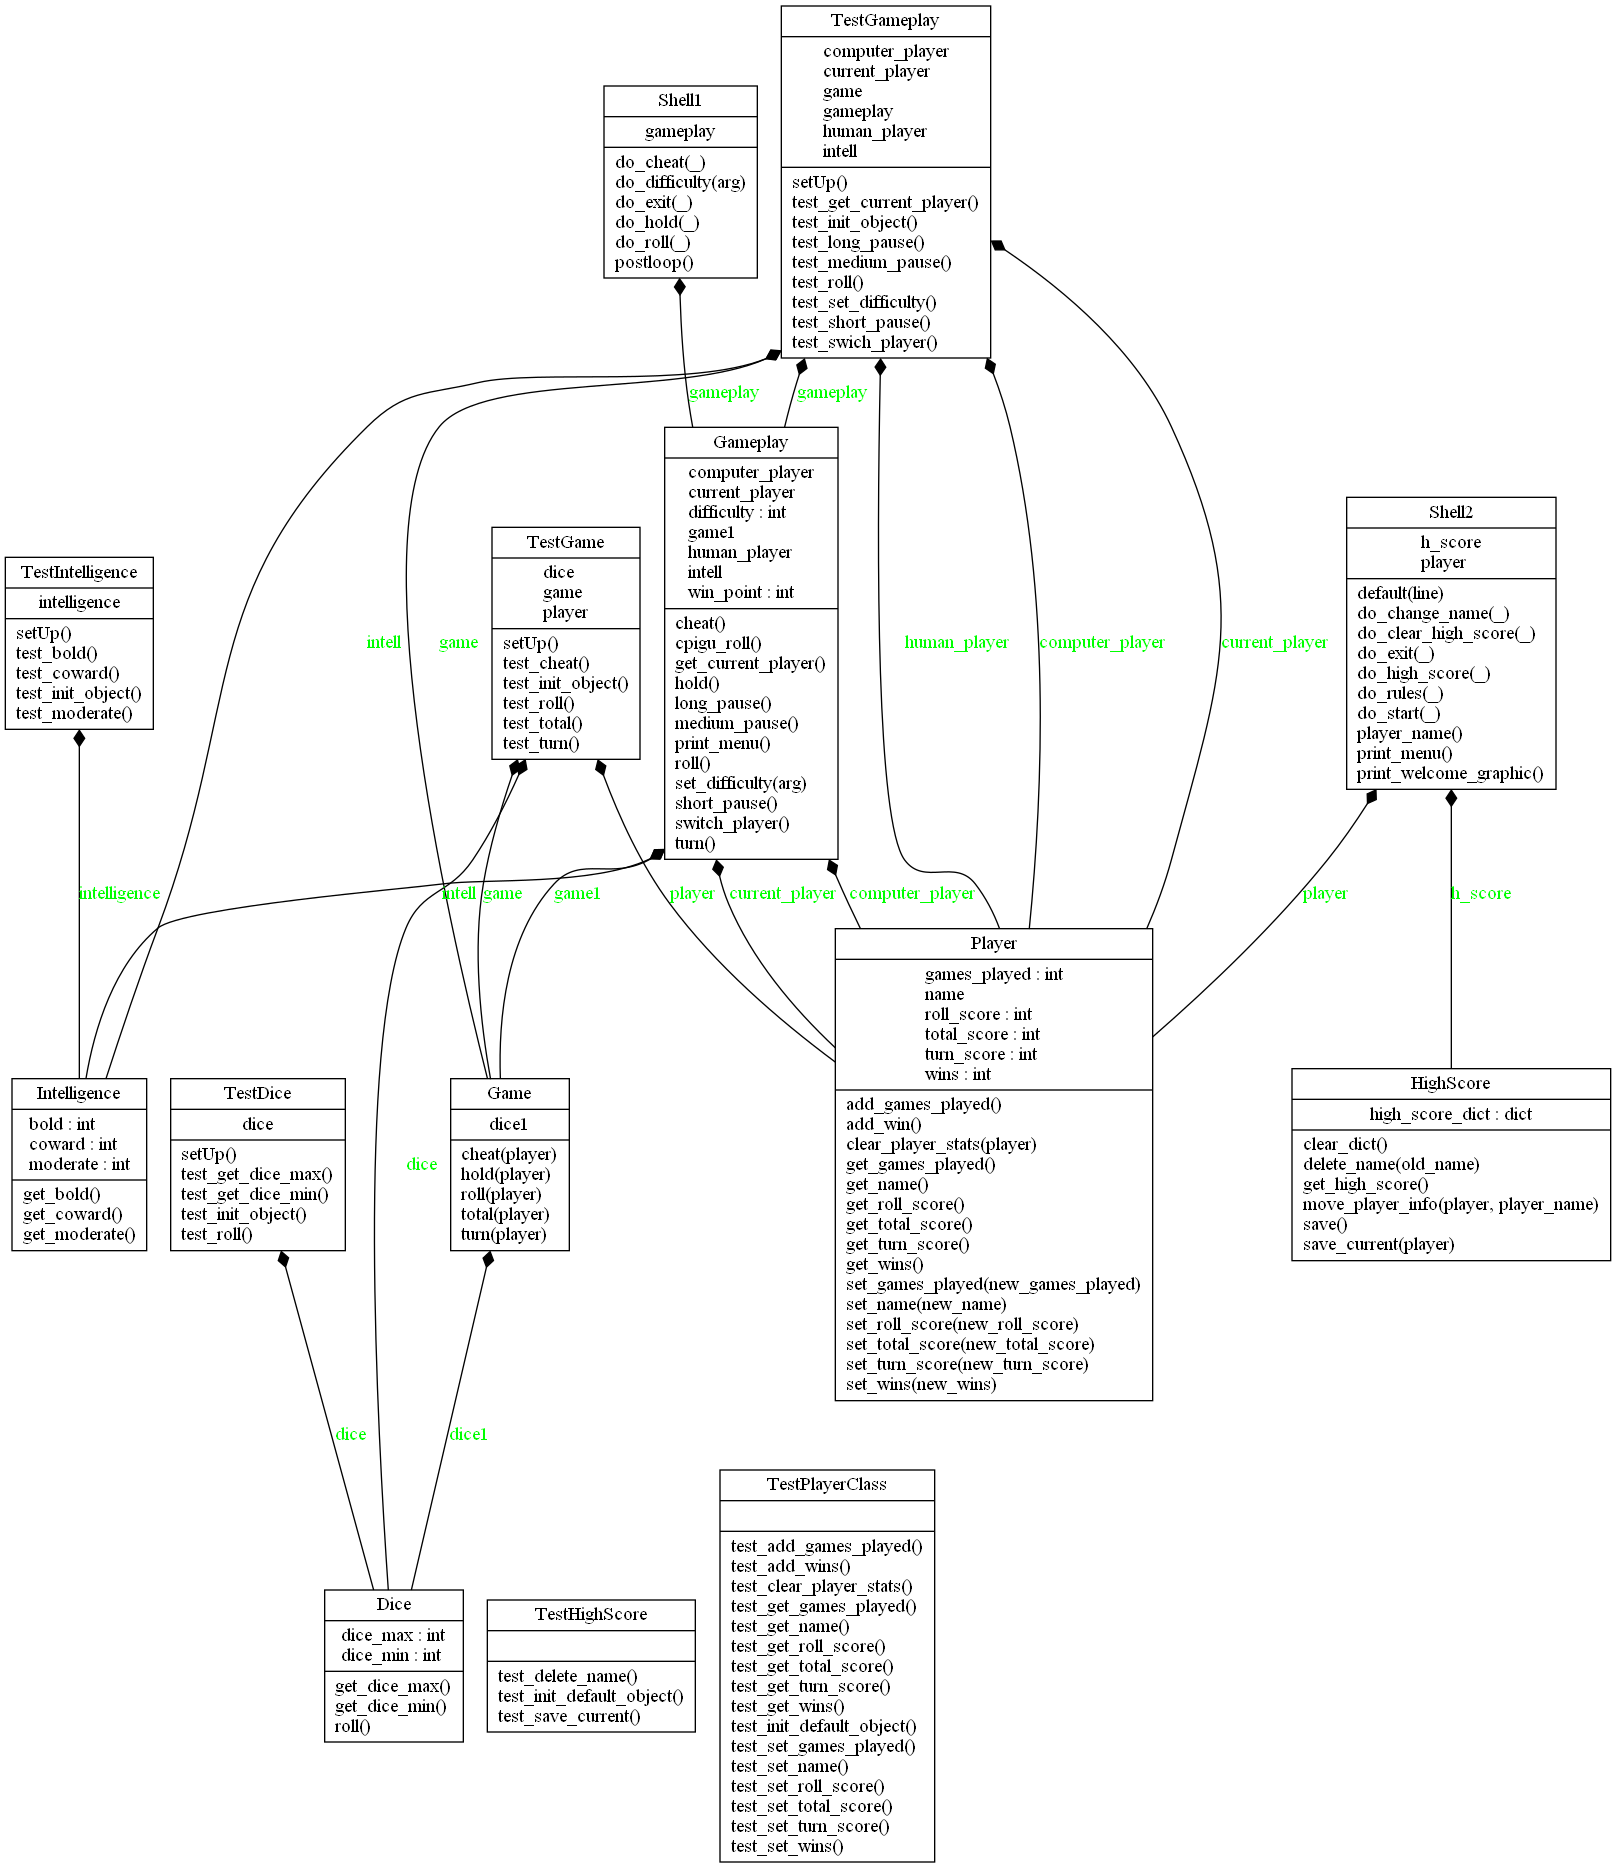 TestGameplay
computer_player
current_player
game
gameplay
human_player
intell
setUp()
test_get_current_player()
test_init_object()
test_long_pause()
test_medium_pause()
test_roll()
test_set_difficulty()
test_short_pause()
test_swich_player()
Shell1
gameplay
do_cheat(_)
do_difficulty(arg)
do_exit(_)
do_hold(_)
do_roll(_)
postloop()
gameplay
gameplay
Gameplay
computer_player
current_player
difficulty : int
game1
human_player
intell
win_point : int
cheat()
cpigu_roll()
get_current_player()
hold()
long_pause()
medium_pause()
print_menu()
roll()
set_difficulty(arg)
short_pause()
switch_player()
turn()
TestGame
dice
game
player
setUp()
test_cheat()
test_init_object()
test_roll()
test_total()
test_turn()
TestIntelligence
intelligence
setUp()
test_bold()
test_coward()
test_init_object()
test_moderate()
Shell2
h_score
player
default(line)
do_change_name(_)
do_clear_high_score(_)
do_exit(_)
do_high_score(_)
do_rules(_)
do_start(_)
player_name()
print_menu()
print_welcome_graphic()
intell
game
human_player
computer_player
current_player
intelligence
intell
game
game1
player
current_player
computer_player
player
h_score
Player
games_played : int
name
roll_score : int
total_score : int
turn_score : int
wins : int
add_games_played()
add_win()
clear_player_stats(player)
get_games_played()
get_name()
get_roll_score()
get_total_score()
get_turn_score()
get_wins()
set_games_played(new_games_played)
set_name(new_name)
set_roll_score(new_roll_score)
set_total_score(new_total_score)
set_turn_score(new_turn_score)
set_wins(new_wins)
Intelligence
bold : int
coward : int
moderate : int
get_bold()
get_coward()
get_moderate()
TestDice
dice
setUp()
test_get_dice_max()
test_get_dice_min()
test_init_object()
test_roll()
dice
Game
dice1
cheat(player)
hold(player)
roll(player)
total(player)
turn(player)
HighScore
high_score_dict : dict
clear_dict()
delete_name(old_name)
get_high_score()
move_player_info(player, player_name)
save()
save_current(player)
dice
dice1
Dice
dice_max : int
dice_min : int
get_dice_max()
get_dice_min()
roll()
TestHighScore
test_delete_name()
test_init_default_object()
test_save_current()
TestPlayerClass
test_add_games_played()
test_add_wins()
test_clear_player_stats()
test_get_games_played()
test_get_name()
test_get_roll_score()
test_get_total_score()
test_get_turn_score()
test_get_wins()
test_init_default_object()
test_set_games_played()
test_set_name()
test_set_roll_score()
test_set_total_score()
test_set_turn_score()
test_set_wins()